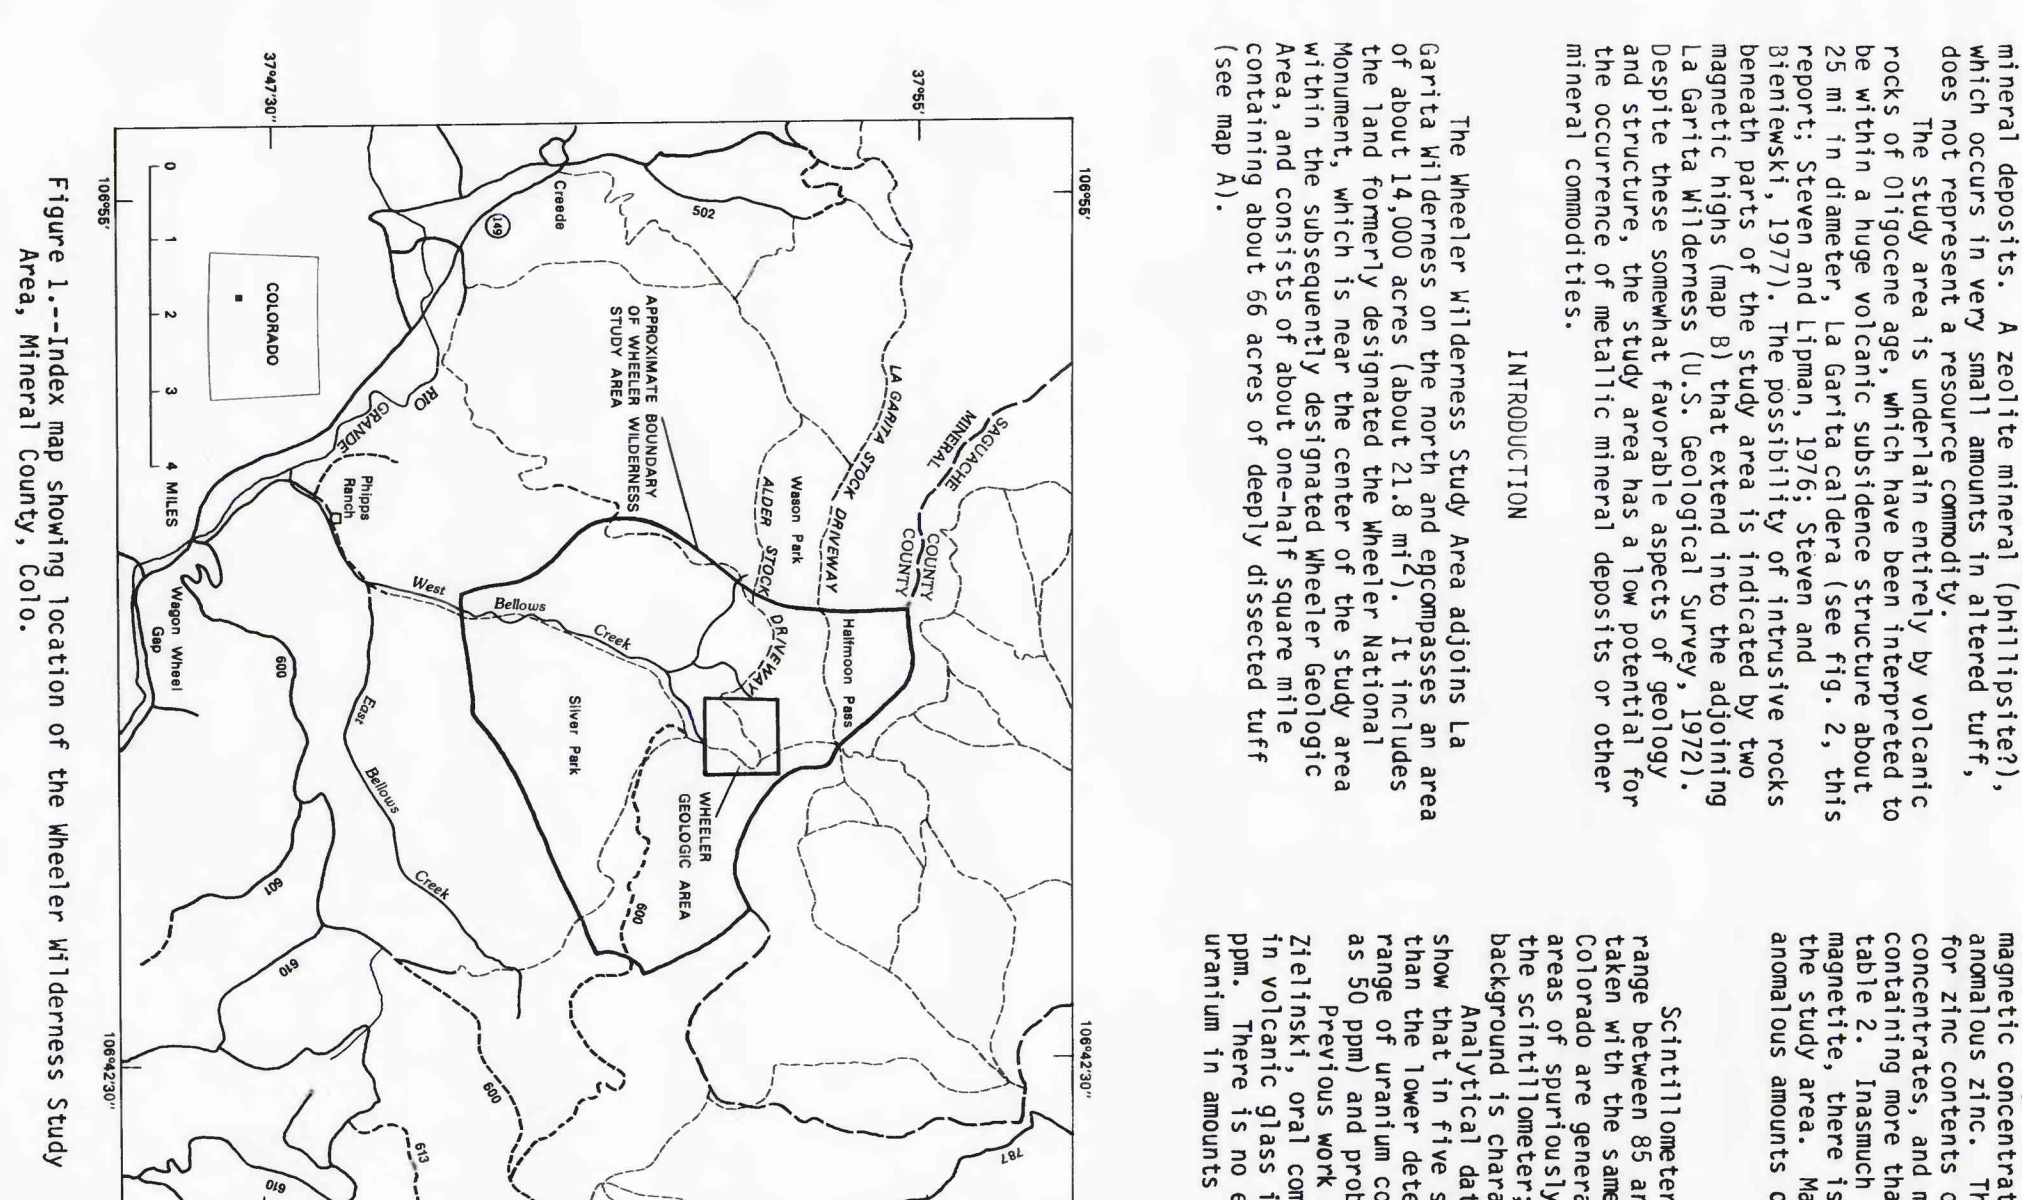 mineral deposits. A zeolite mineral (phillipsite?),
which occurs in very small amounts in altered tuff,
does not represent a resource commodity.
The study area is underlain entirely by volcanic
rocks of Oligocene age, which have been interpreted to
be within a huge volcanic subsidence structure about
25 mi in diameter, La Garita caldera (see fig. 2, this
report; Steven and Lipman, 1976; Steven and
Bieniewski, 1977). The possibility of intrusive rocks
beneath parts of the study area is indicated by two
magnetic highs (map B) that extend into the adjoining
La Garita Wilderness (U.S. Geological Survey, 1972).
Despite these somewhat favorable aspects of geology
and structure, the study area has a low potential for
the occurrence of metallic mineral deposits or other
mineral commodities.
INTRODUCTION
The Wheeler Wilderness Study Area adjoins La
Garita Wilderness on the north and encompasses an area
of about 14,000 acres (about 21.8 mi2). It includes
the land formerly designated the Wheeler National
Monument, which is near the center of the study area
within the subsequently designated Wheeler Geologic
Area, and consists of about one-half square mile
containing about 66 acres of deeply dissected tuff
(see map A).
106°55'
106°42'30"
37°55'
37°47'30"
SAGUACHE COUNTY
MINERAL COUNTY
LA GARITA STOCK DRIVEWAY
Halfmoon Pass
Wason Park
ALDER STOCK DRIVEWAY
502
787
APPROXIMATE BOUNDARY
OF WHEELER WILDERNESS
STUDY AREA
WHEELER
GEOLOGIC AREA
Creede
149
Silver Park
600
West Bellows Creek
East Bellows Creek
RIO GRANDE
Phipps
Ranch
600
613
COLORADO
Wagon Wheel
Gap
600
601
610
610
0 1 2 3 4 MILES
106°55'
106°42'30"
Figure 1.--Index map showing location of the Wheeler Wilderness Study
Area, Mineral County, Colo.
magnetic concentrat
anomalous zinc. Th
for zinc contents o
concentrates, and m
containing more tha
table 2. Inasmuch
magnetite, there is
the study area. Ma
anomalous amounts o
Scintillometer
range between 85 an
taken with the same
Colorado are genera
areas of spuriously
the scintillometer;
background is chara
Analytical dat
show that in five s
than the lower dete
range of uranium co
as 50 ppm) and prob
Previous work
Zielinski, oral com
in volcanic glass i
ppm. There is no e
uranium in amounts